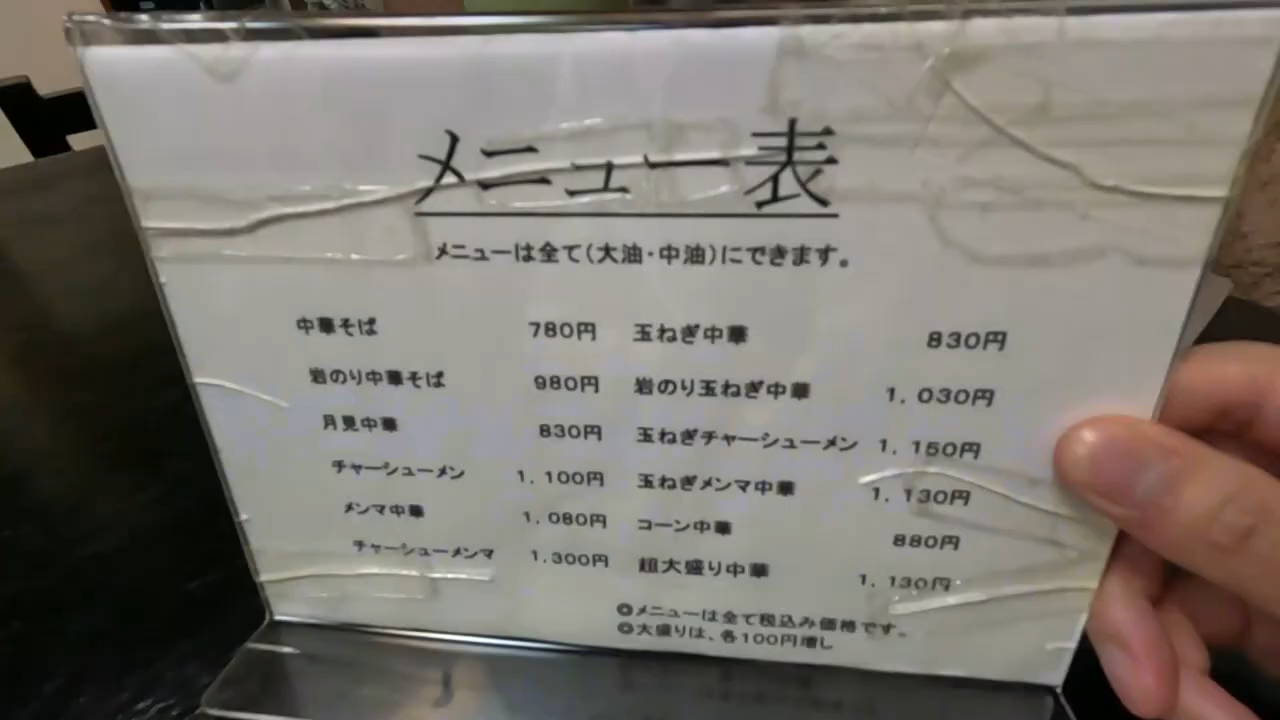 メニュー表
メニューは全て(大油・中油)にできます。
中華そば 780円
岩のり中華そば 980円
月見中華 830円
チャーシューメン 1,100円
メンマ中華 1,080円
チャーシューメンマ 1,300円
玉ねぎ中華 830円
岩のり玉ねぎ中華 1,030円
玉ねぎチャーシューメン 1,150円
玉ねぎメンマ中華 1,130円
コーン中華 880円
超大盛り中華 1,130円
◎メニューは全て税込み価格です。
◎大盛りは、各100円増し